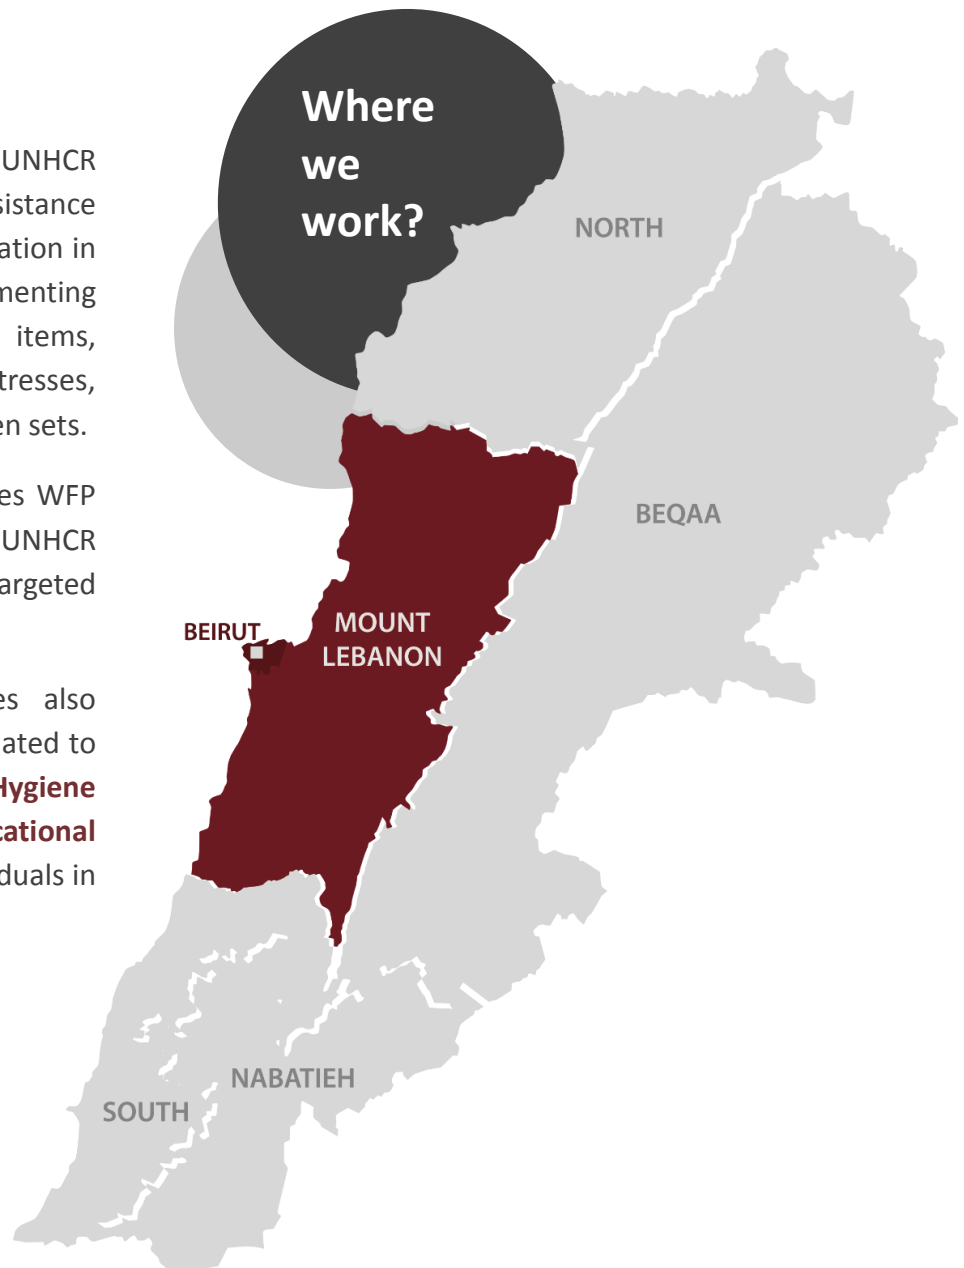 Where
we
work?
UNHCR
sistance
ation in
menting
items,
tresses,
en sets.
es WFP
UNHCR
argeted
es also
ated to
Hygiene
cational
duals in
NORTH
BEQAA
BEIRUT
MOUNT
LEBANON
NABATIEH
SOUTH